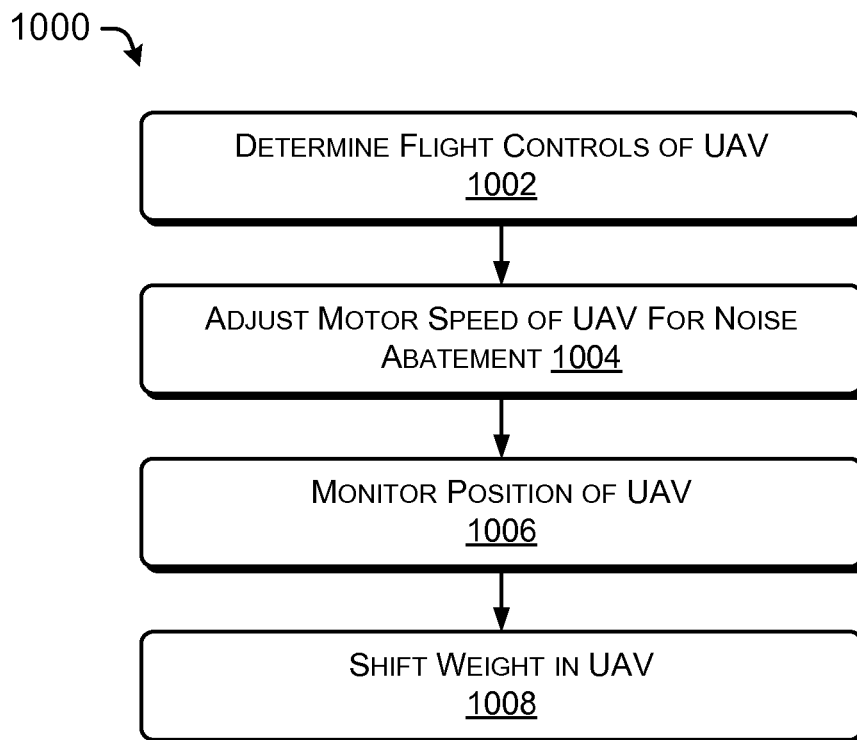 1000
DETERMINE FLIGHT CONTROLS OF UAV
1002
ADJUST MOTOR SPEED OF UAV FOR NOISE
ABATEMENT 1004
MONITOR POSITION OF UAV
1006
SHIFT WEIGHT IN UAV
1008